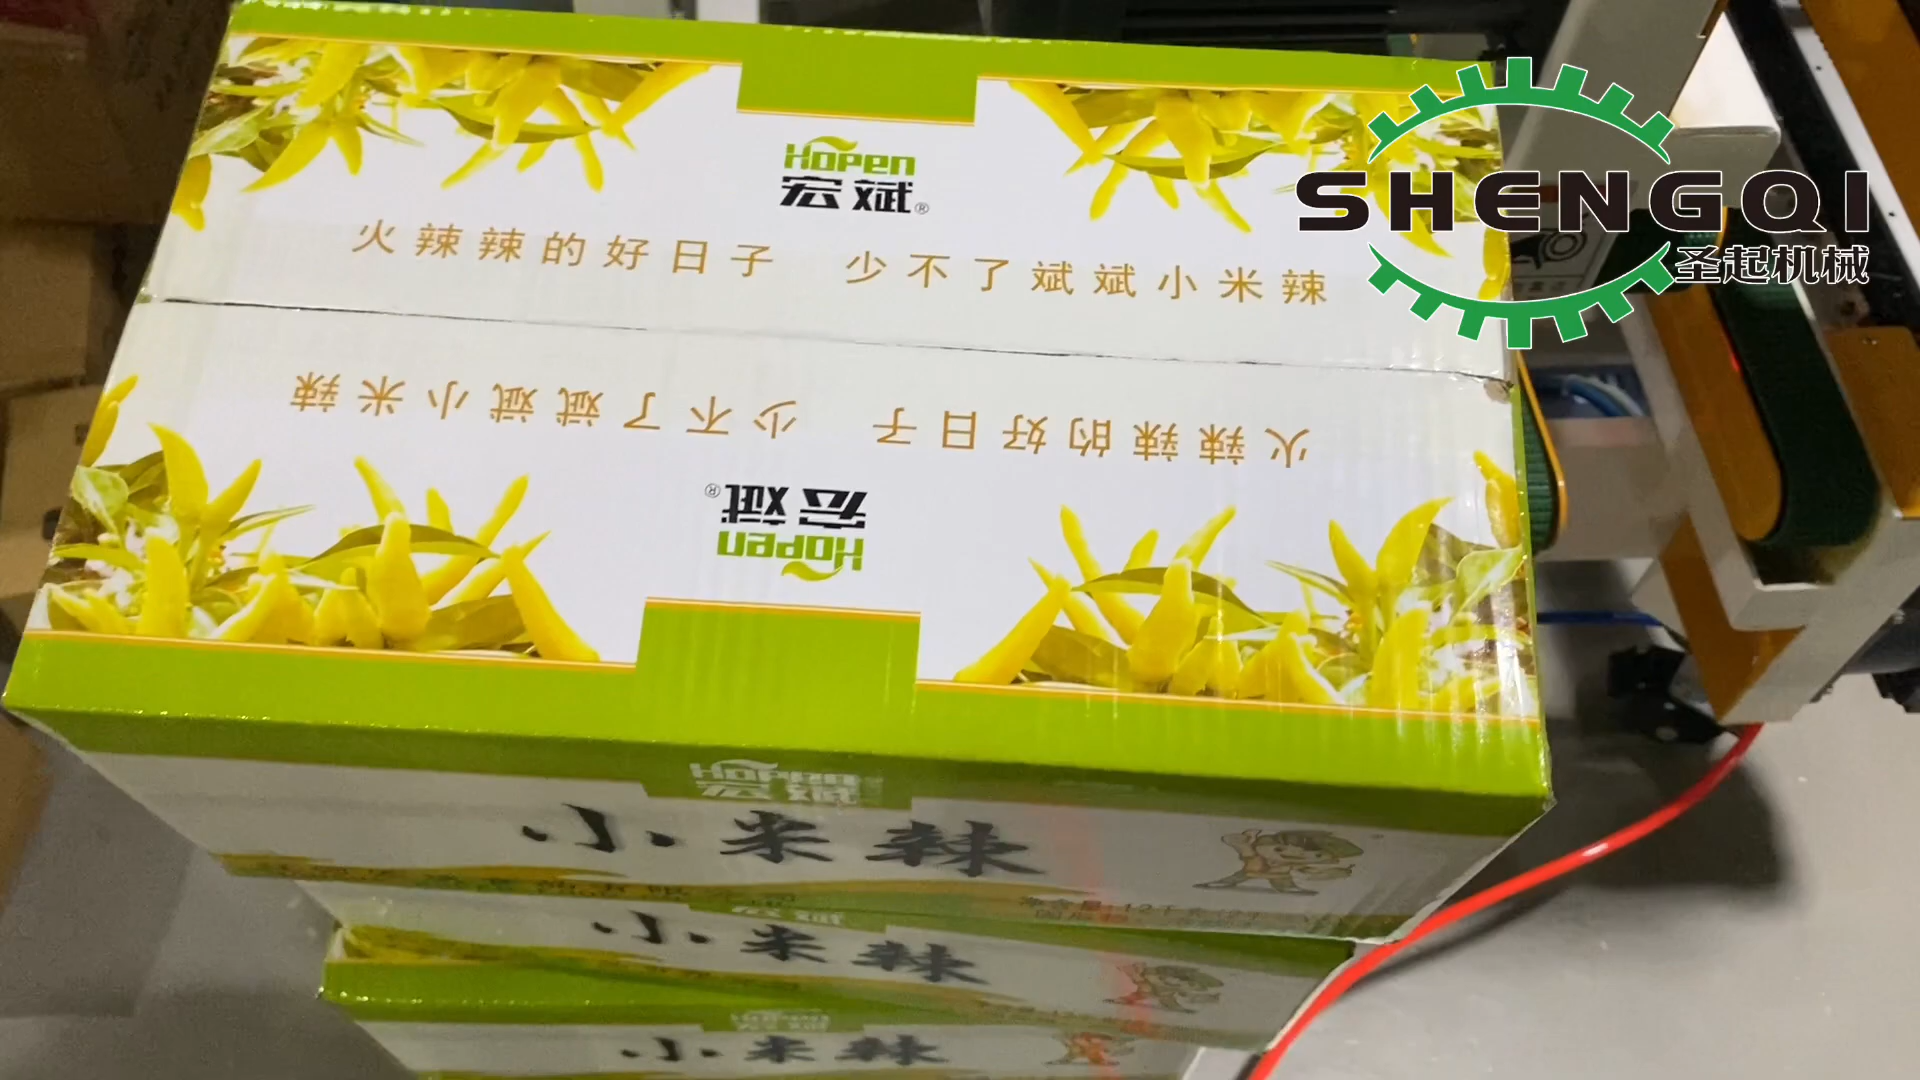 HOPEN
宏斌®
火辣辣的好日子 少不了斌斌小米辣
SHENGQI
圣起机械
火辣辣的好日子 少不了斌斌小米辣
宏斌®
HOPEN
HOPEN
宏斌
小米辣
小米辣
小米辣